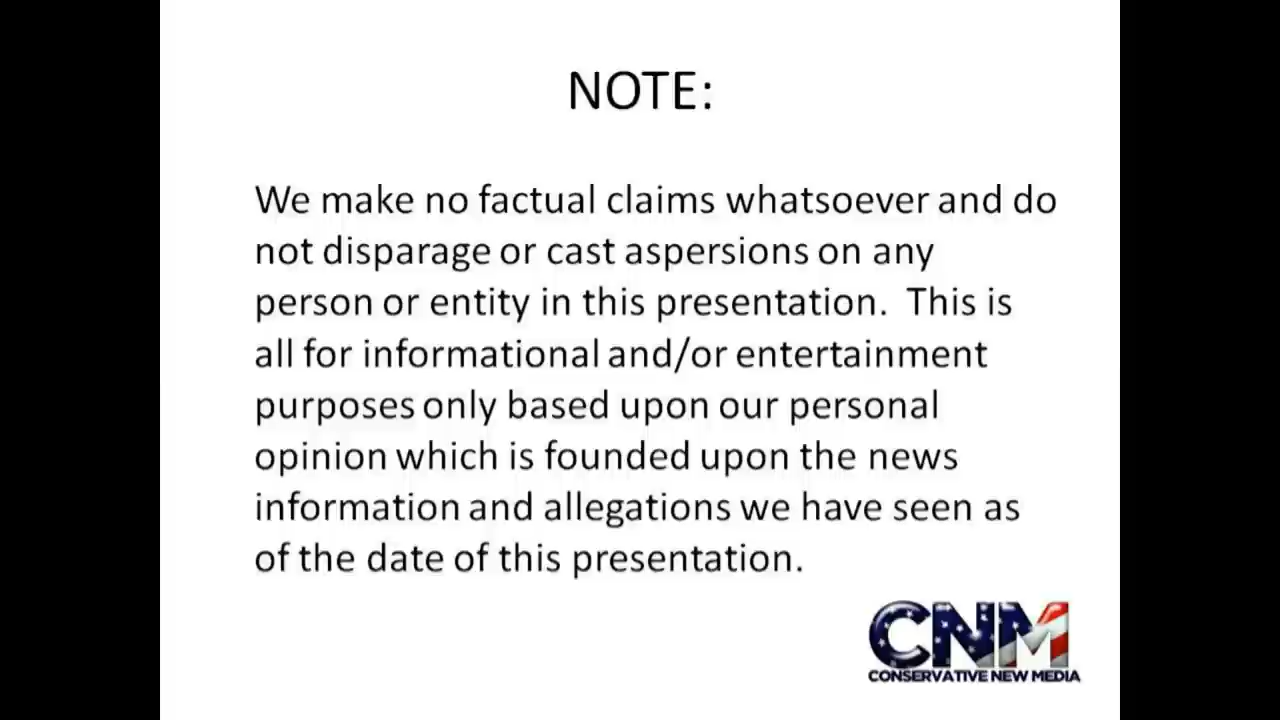 NOTE:
We make no factual claims whatsoever and do
not disparage or cast aspersions on any
person or entity in this presentation.  This is
all for informational and/or entertainment
purposes only based upon our personal
opinion which is founded upon the news
information and allegations we have seen as
of the date of this presentation.
CNM
CONSERVATIVE NEW MEDIA